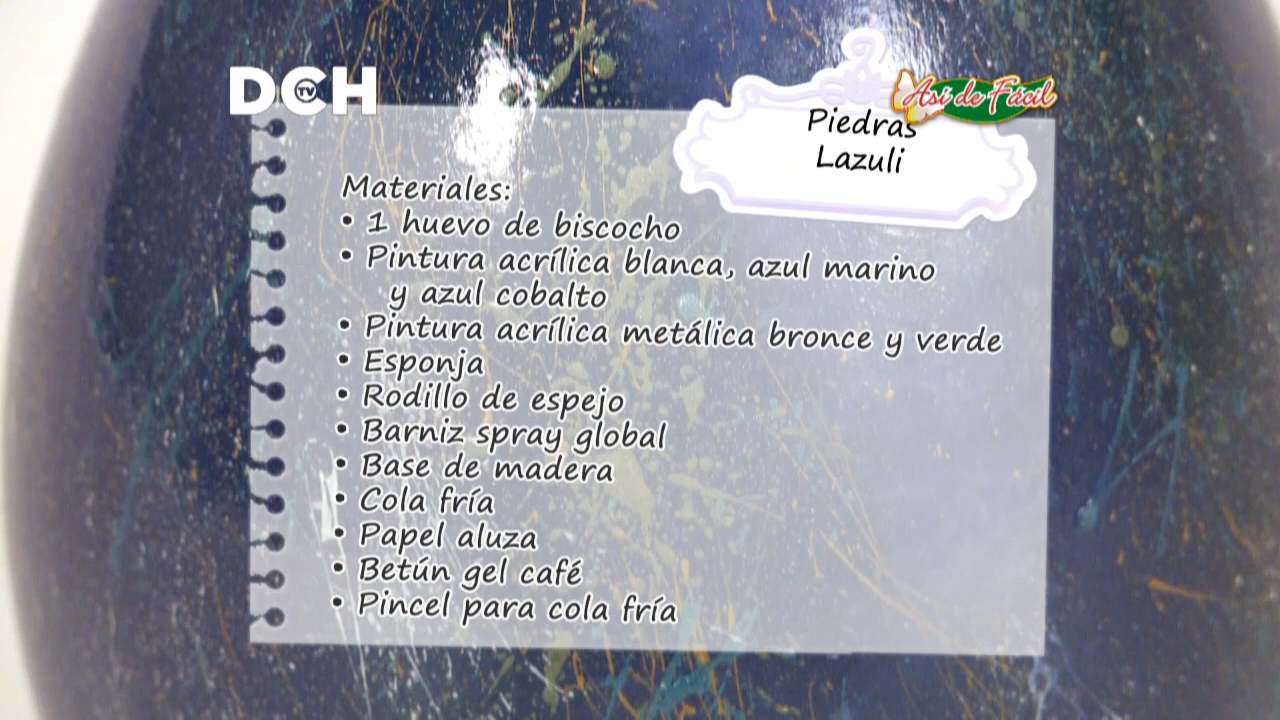 DCH
TV
Así de Fácil
Piedras
Lazuli
Materiales:
• 1 huevo de biscocho
• Pintura acrílica blanca, azul marino
y azul cobalto
• Pintura acrílica metálica bronce y verde
• Esponja
• Rodillo de espejo
• Barniz spray global
• Base de madera
• Cola fría
• Papel aluza
• Betún gel café
• Pincel para cola fría